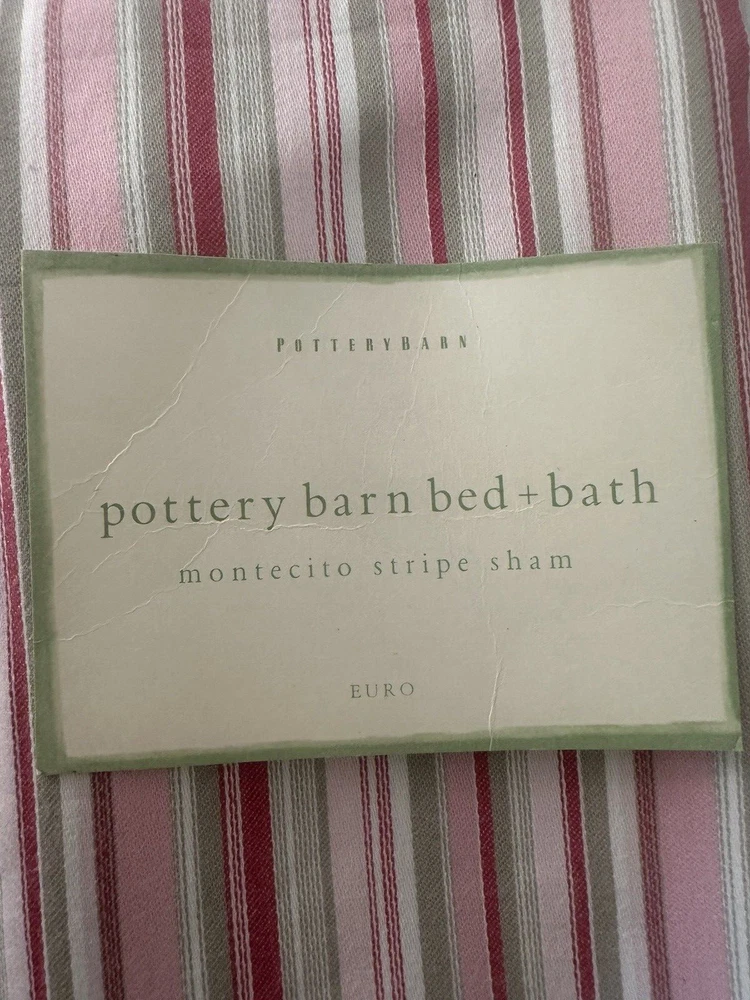 POTTERYBARN
pottery barn bed+bath
montecito stripe sham
EURO